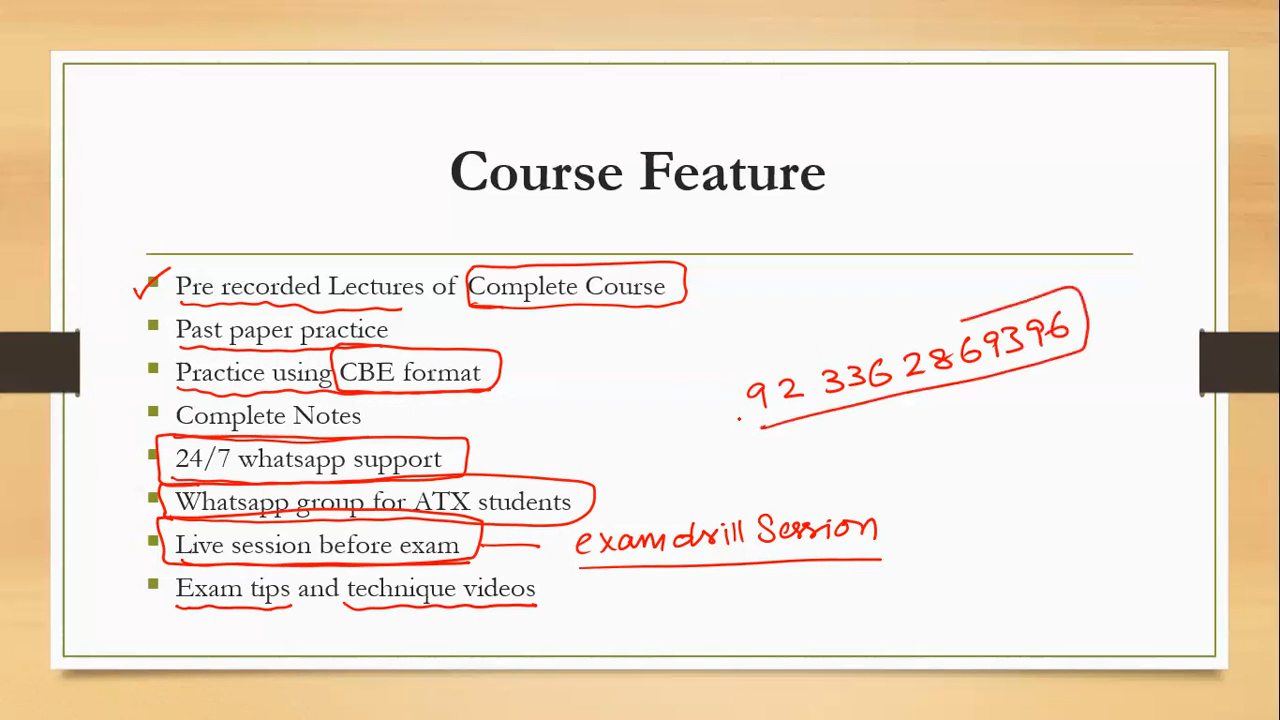 Course Feature
Pre recorded Lectures of Complete Course
Past paper practice
Practice using CBE format
92 336 2869396
Complete Notes
24/7 whatsapp support
Whatsapp group for ATX students
Live session before exam
exam drill Session
Exam tips and technique videos